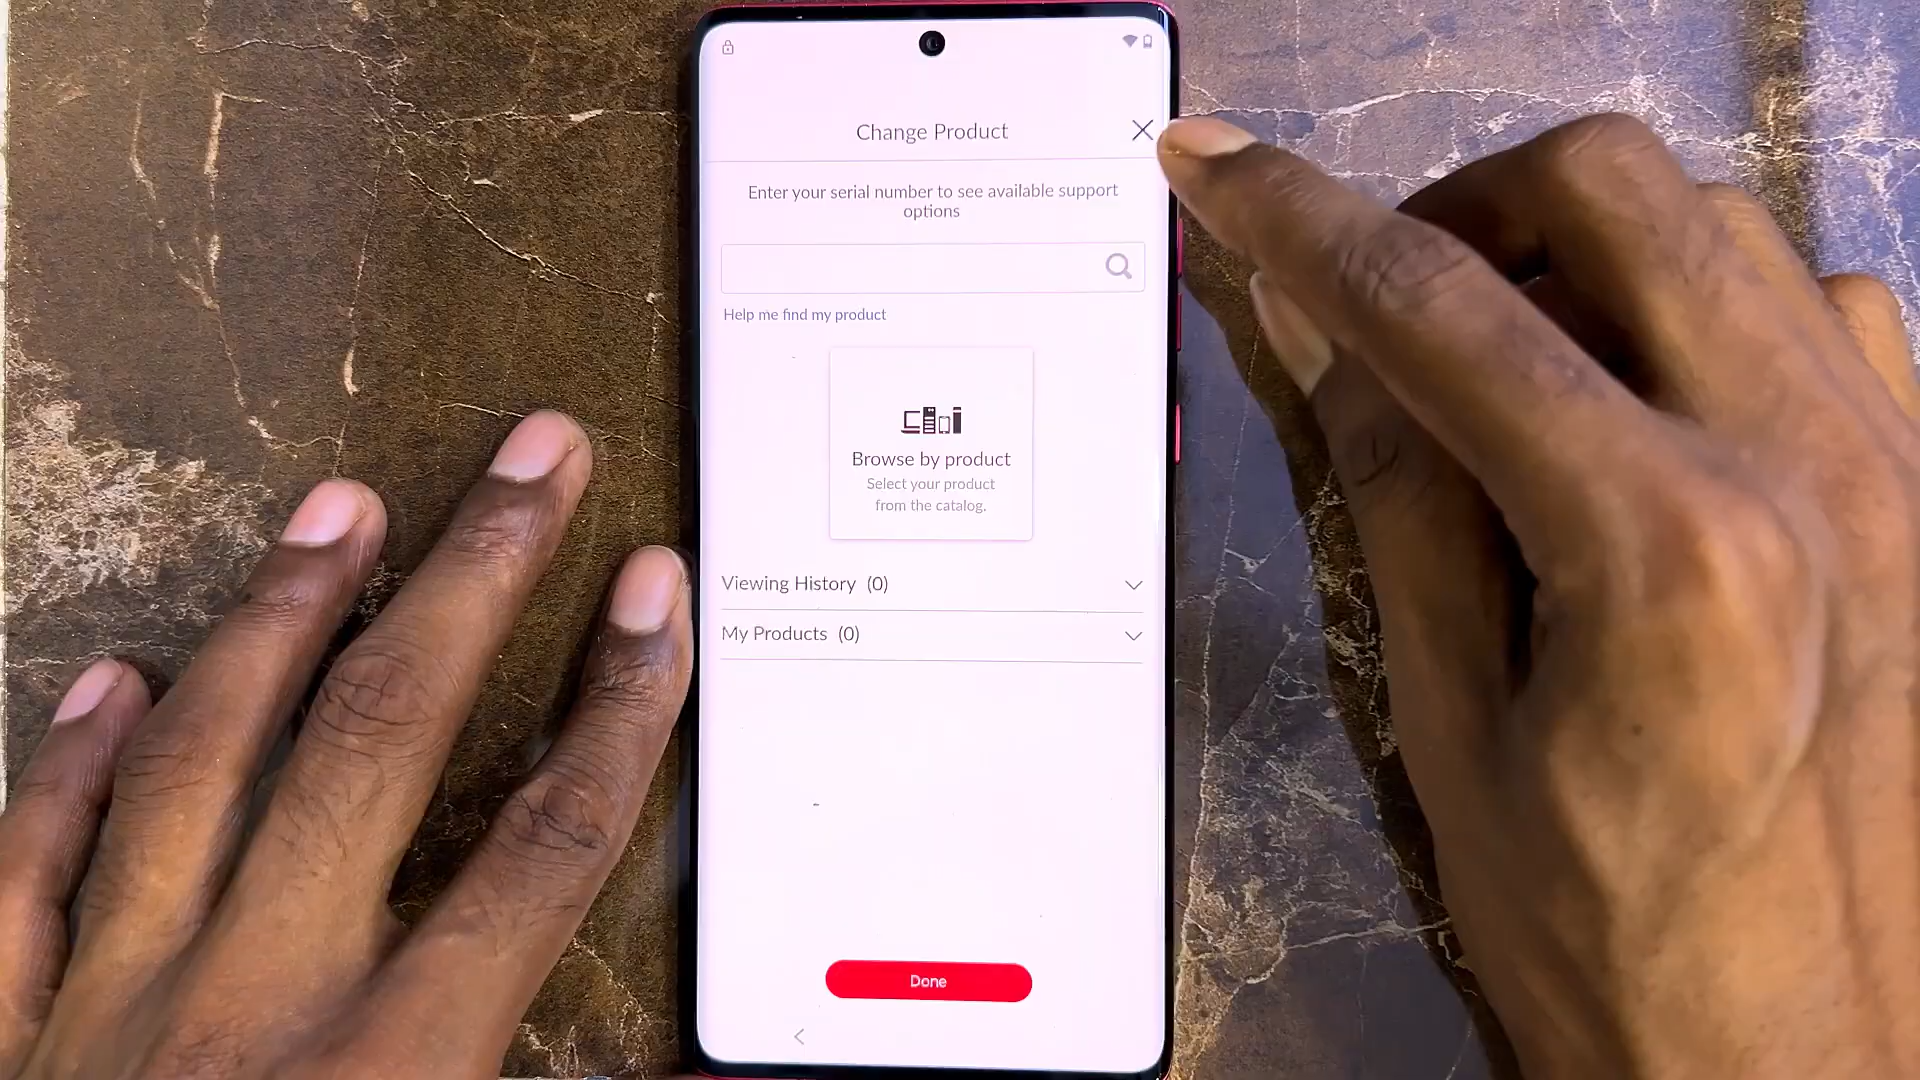 Change Product
Enter your serial number to see available support
options
Help me find my product
Browse by product
Select your product
from the catalog.
Viewing History (0)
My Products (0)
Done